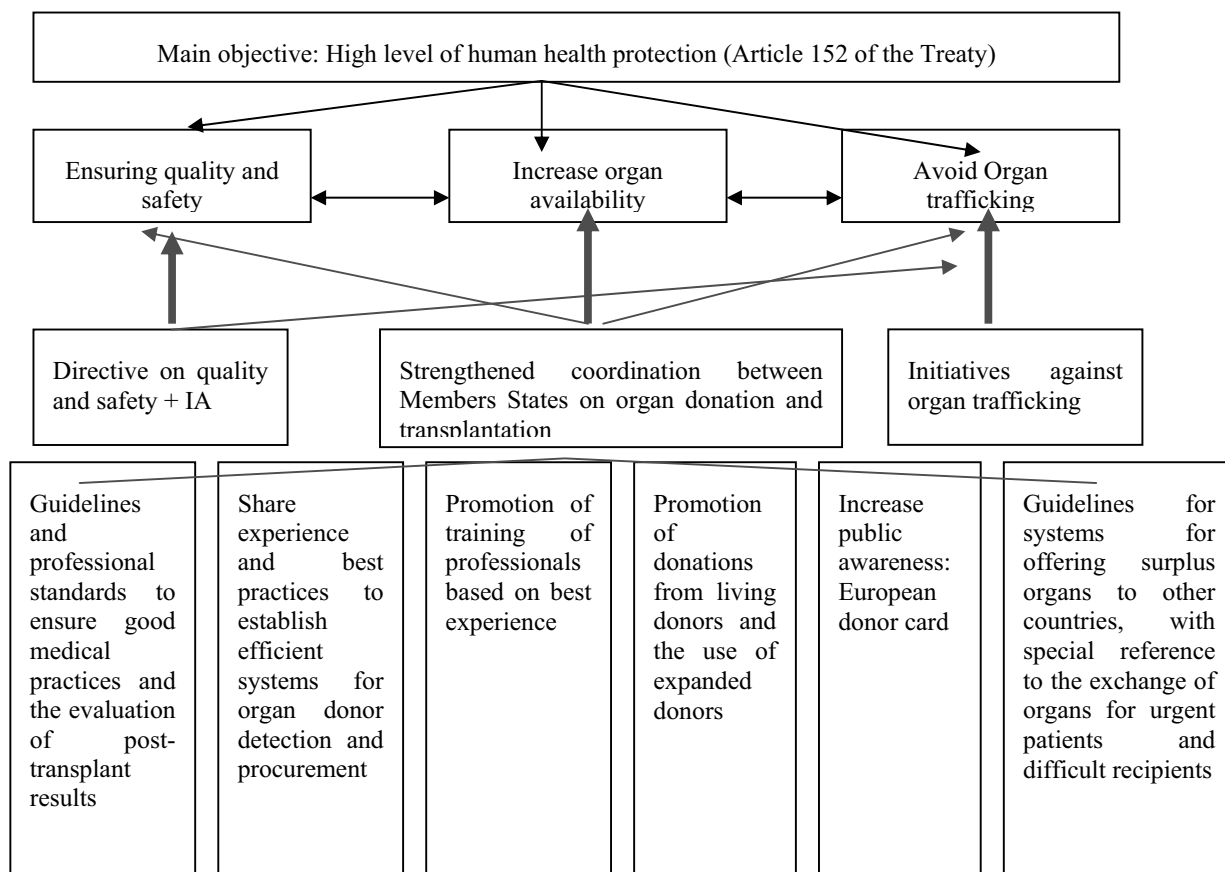 Main objective: High level of human health protection (Article 152 of the Treaty)
Ensuring quality and
safety
Increase organ
availability
Avoid Organ
trafficking
Directive on quality
and safety + IA
Strengthened coordination between
Members States on organ donation and
transplantation
Initiatives against
organ trafficking
Guidelines
and
professional
standards to
ensure good
medical
practices and
the evaluation
of post-
transplant
results
Share
experience
and best
practices to
establish
efficient
systems for
organ donor
detection and
procurement
Promotion of
training of
professionals
based on best
experience
Promotion
of
donations
from living
donors and
the use of
expanded
donors
Increase
public
awareness:
European
donor card
Guidelines for
systems for
offering surplus
organs to other
countries, with
special reference
to the exchange of
organs for urgent
patients and
difficult recipients